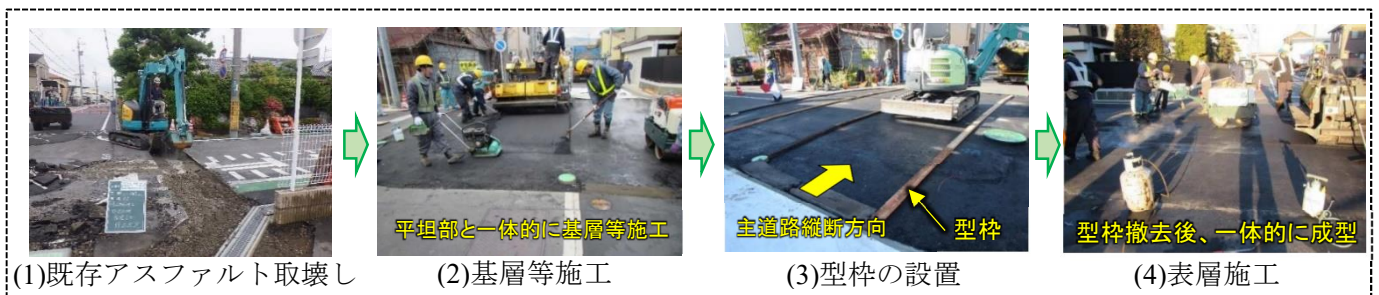 平坦部と一体的に基層等施工
主道路縦断方向
型枠
型枠撤去後、一体的に成型
(1)既存アスファルト取壊し
(2)基層等施工
(3)型枠の設置
(4)表層施工